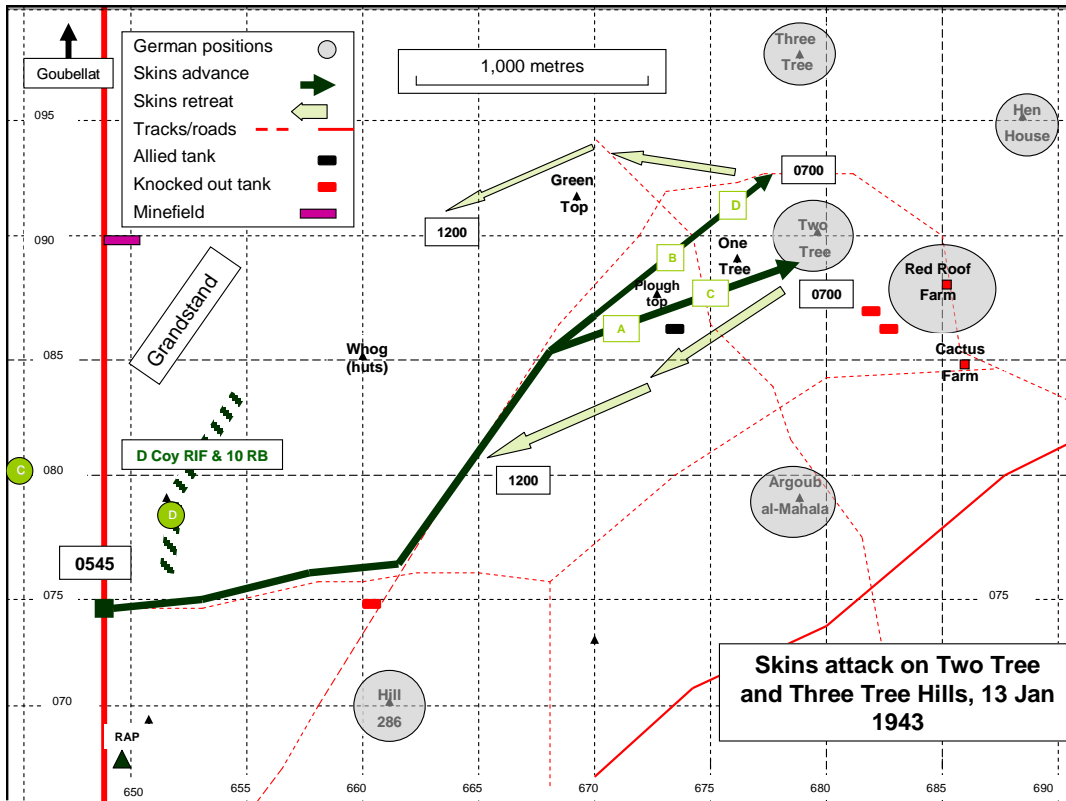 German positions
Skins advance
Skins retreat
Tracks/roads
Allied tank
Knocked out tank
Minefield
Goubellat
1,000 metres
Three
Tree
Hen
House
095
Green
Top
0700
D
1200
090
B
One
Tree
Two
Tree
Red Roof
Farm
Grandstand
Plough
top
C
0700
A
085
Whog
(huts)
Cactus
Farm
D Coy RIF & 10 RB
C
080
1200
Argoub
al-Mahala
D
0545
075
075
Skins attack on Two Tree
and Three Tree Hills, 13 Jan
1943
070
Hill
286
RAP
650
655
660
665
670
675
680
685
690